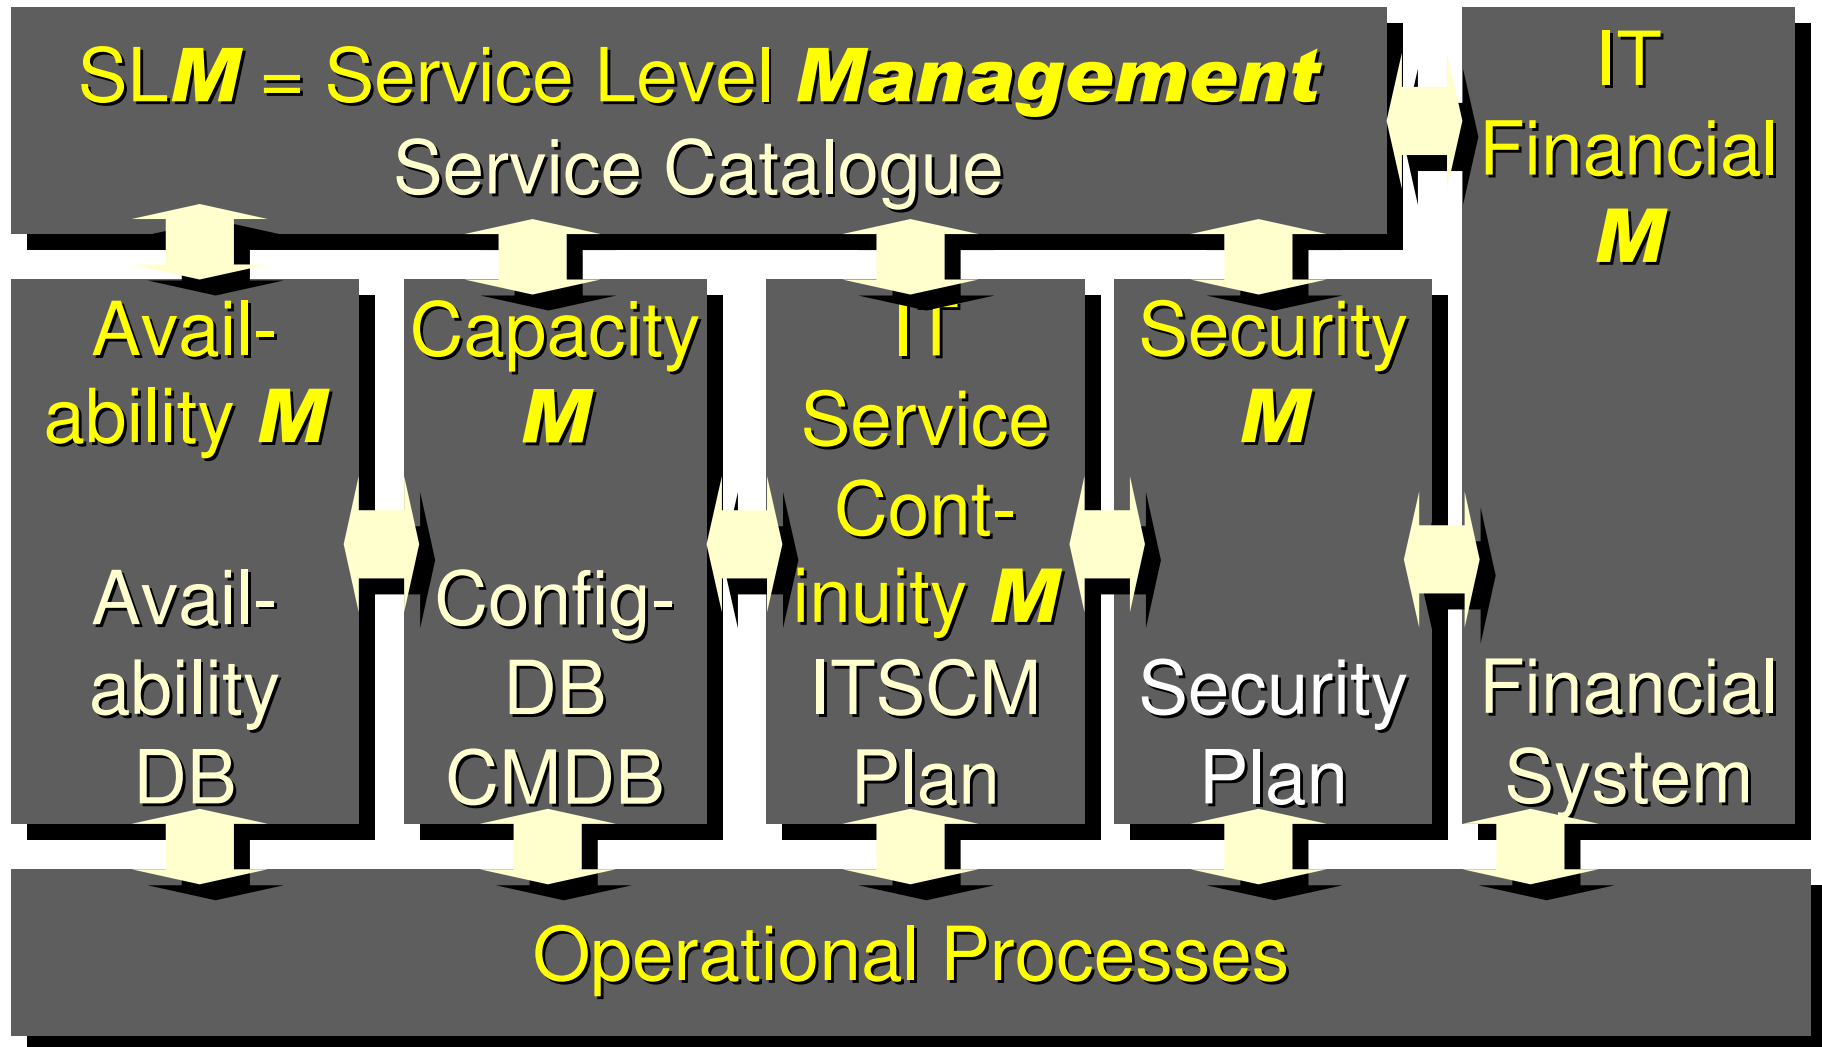 SLM = Service Level Management
Service Catalogue
IT
Financial
M
Financial
System
Avail-
ability M
Avail-
ability
DB
Capacity
M
Config-
DB
CMDB
IT
Service
Cont-
inuity M
ITSCM
Plan
Security
M
Security
Plan
Operational Processes